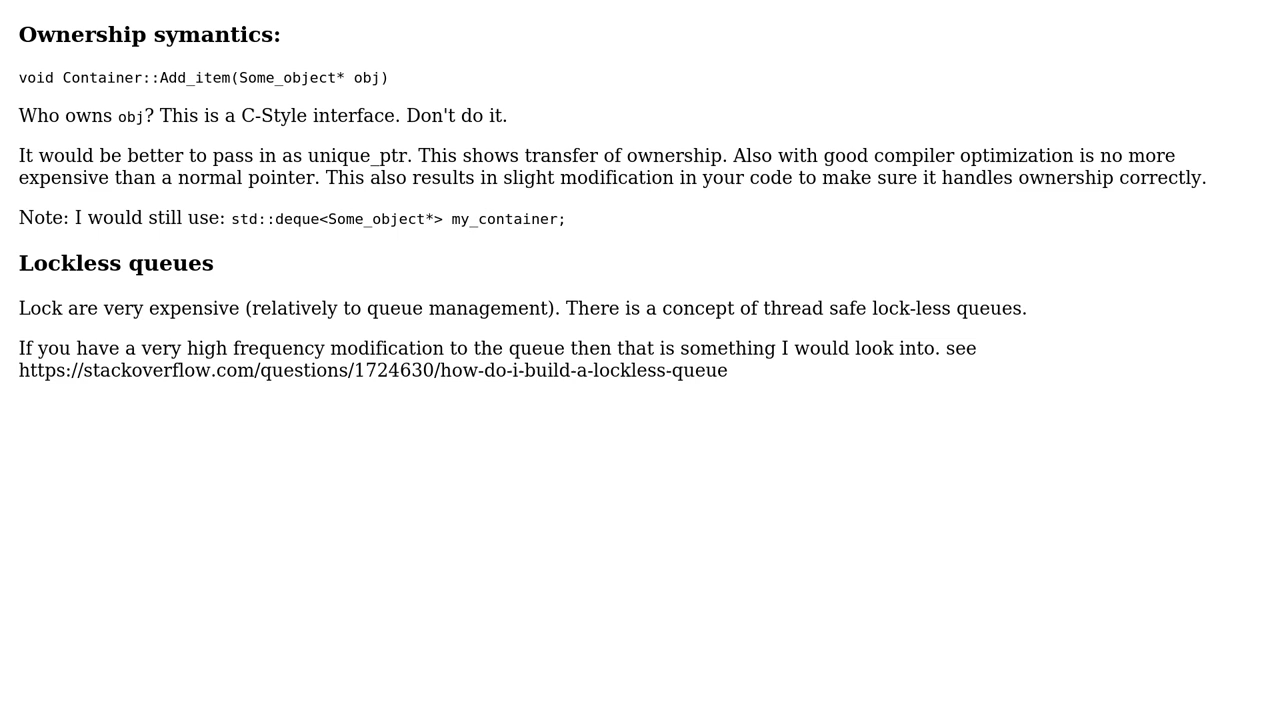 Ownership symantics:
void Container::Add_item(Some_object* obj)
Who owns obj? This is a C-Style interface. Don't do it.
It would be better to pass in as unique_ptr. This shows transfer of ownership. Also with good compiler optimization is no more
expensive than a normal pointer. This also results in slight modification in your code to make sure it handles ownership correctly.
Note: I would still use: std::deque<Some_object*> my_container;
Lockless queues
Lock are very expensive (relatively to queue management). There is a concept of thread safe lock-less queues.
If you have a very high frequency modification to the queue then that is something I would look into. see
https://stackoverflow.com/questions/1724630/how-do-i-build-a-lockless-queue